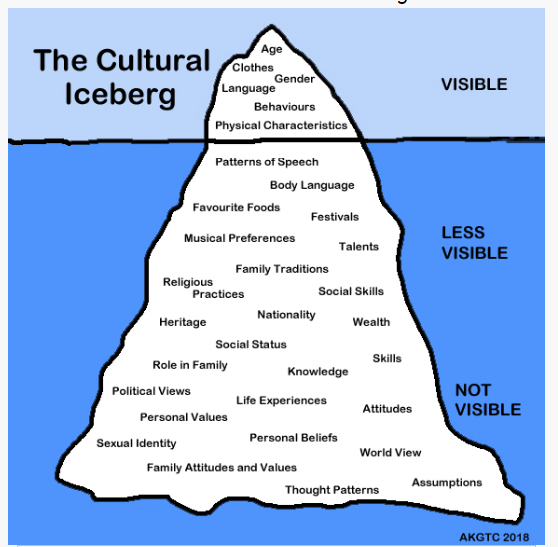 The Cultural
Iceberg
VISIBLE
Age
Clothes
Gender
Language
Behaviours
Physical Characteristics
Patterns of Speech
Body Language
Favourite Foods
Festivals
LESS
VISIBLE
Musical Preferences
Talents
Family Traditions
Religious
Practices
Social Skills
Nationality
Heritage
Wealth
Social Status
Skills
Role in Family
Knowledge
Political Views
Life Experiences
NOT
VISIBLE
Attitudes
Personal Values
Personal Beliefs
Sexual Identity
World View
Family Attitudes and Values
Assumptions
Thought Patterns
AKGTC 2018